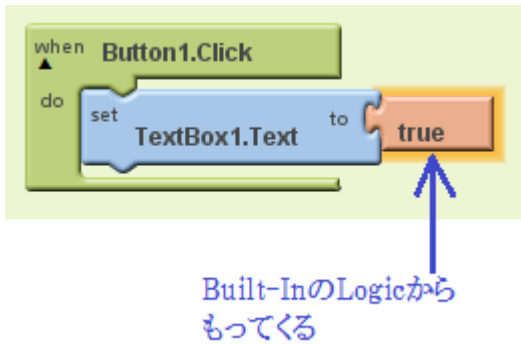 when Button1.Click
do
set TextBox1.Text to true
Built-InのLogicから
もってくる